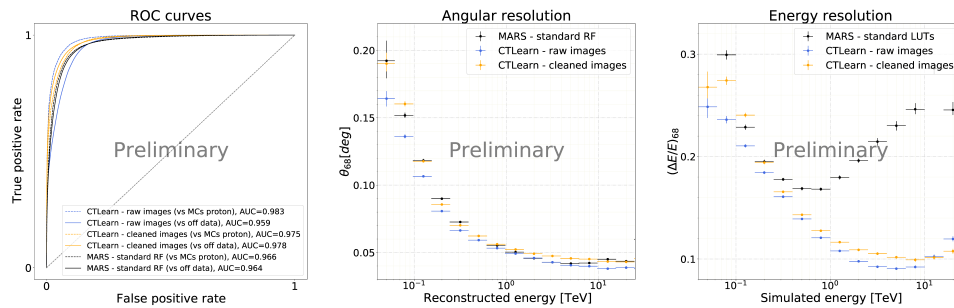 ROC curves
True positive rate
1
0
0
1
False positive rate
Preliminary
CTLearn - raw images (vs MCs proton), AUC=0.983
CTLearn - raw images (vs off data), AUC=0.959
CTLearn - cleaned images (vs MCs proton), AUC=0.975
CTLearn - cleaned images (vs off data), AUC=0.978
MARS - standard RF (vs MCs proton), AUC=0.966
MARS - standard RF (vs off data), AUC=0.964
Angular resolution
θ68[deg]
0.20
0.15
0.10
0.05
MARS - standard RF
CTLearn - raw images
CTLearn - cleaned images
Preliminary
10⁻¹ 10⁰ 10¹
Reconstructed energy [TeV]
Energy resolution
(ΔE/E)68
0.3
0.2
0.1
MARS - standard LUTs
CTLearn - raw images
CTLearn - cleaned images
Preliminary
10⁻¹ 10⁰ 10¹
Simulated energy [TeV]